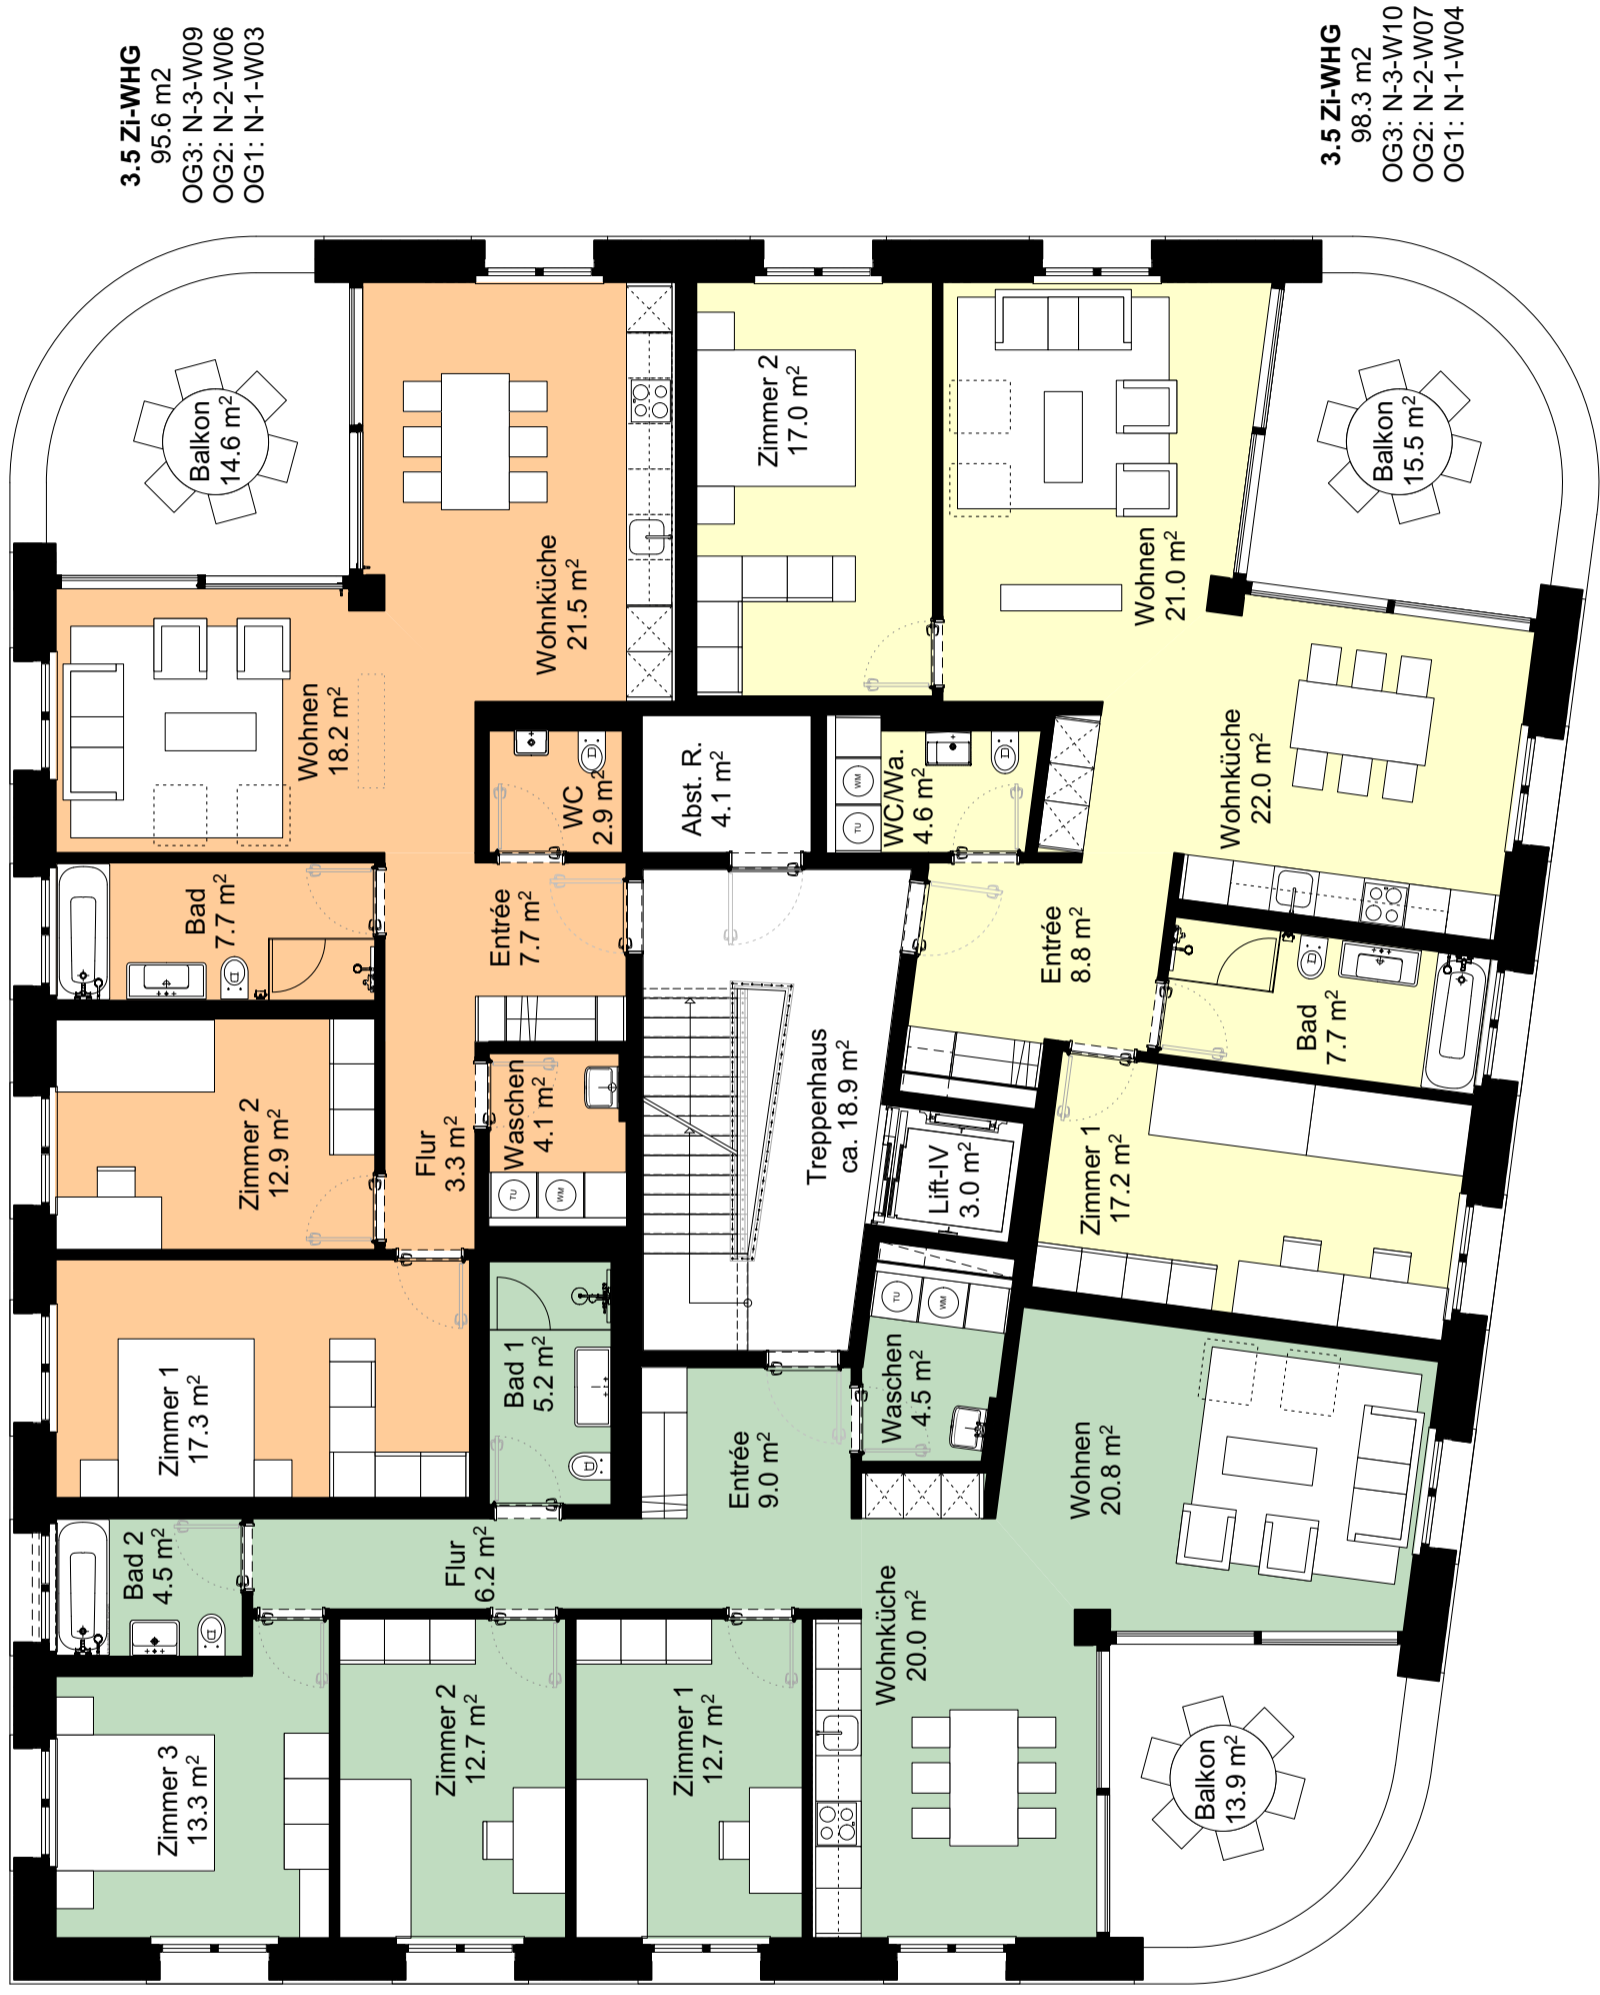 3.5 Zi-WHG
95.6 m2
OG3: N-3-W09
OG2: N-2-W06
OG1: N-1-W03
3.5 Zi-WHG
98.3 m2
OG3: N-3-W10
OG2: N-2-W07
OG1: N-1-W04
Balkon
14.6 m²
Wohnen
18.2 m²
Wohnküche
21.5 m²
Zimmer 2
17.0 m²
Wohnen
21.0 m²
Balkon
15.5 m²
Wohnküche
22.0 m²
WC
2.9 m²
Abst. R.
4.1 m²
WC/Wa.
4.6 m²
TU
WM
Bad
7.7 m²
Entrée
7.7 m²
Entrée
8.8 m²
Bad
7.7 m²
Zimmer 2
12.9 m²
Flur
3.3 m²
Waschen
4.1 m²
TU
WM
Treppenhaus
ca. 18.9 m²
Lift-IV
3.0 m²
Zimmer 1
17.2 m²
Zimmer 1
17.3 m²
Bad 1
5.2 m²
Entrée
9.0 m²
Waschen
4.5 m²
TU
WM
Wohnen
20.8 m²
Bad 2
4.5 m²
Flur
6.2 m²
Wohnküche
20.0 m²
Zimmer 3
13.3 m²
Zimmer 2
12.7 m²
Zimmer 1
12.7 m²
Balkon
13.9 m²